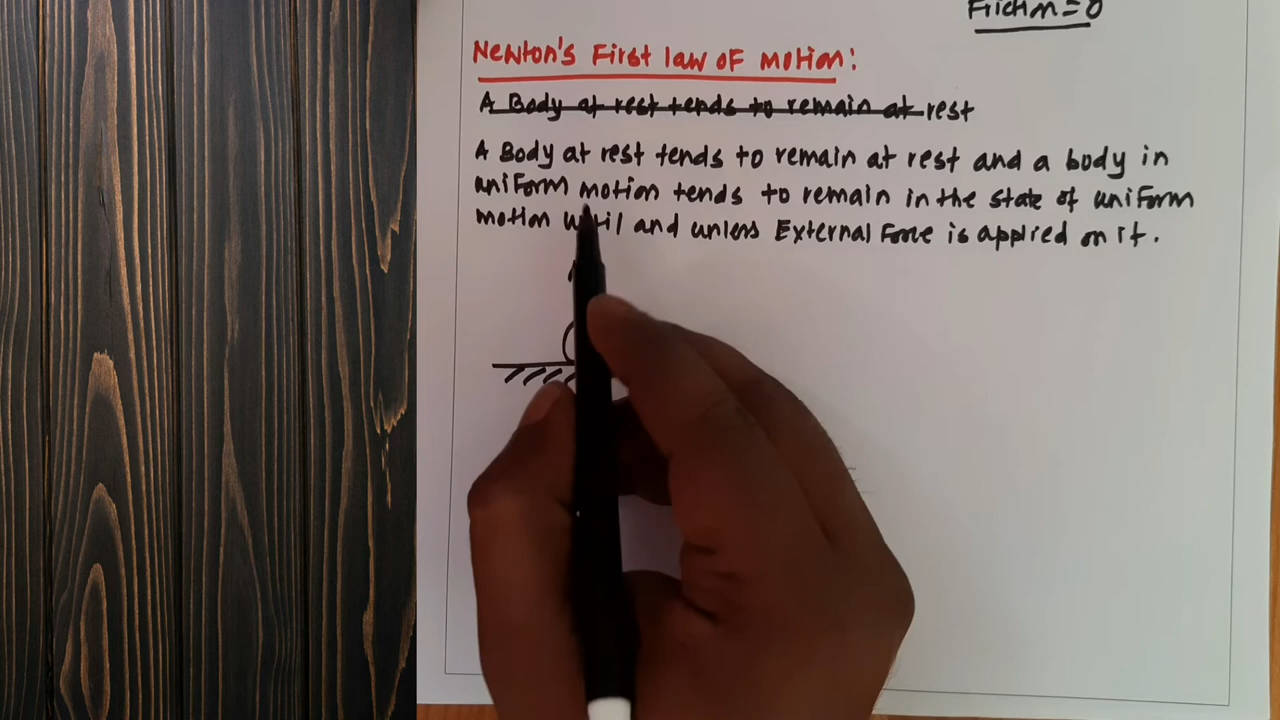 Friction = 0
Newton's First law of motion:
A Body at rest tends to remain at rest
A Body at rest tends to remain at rest and a body in
uniform motion tends to remain in the state of uniform
motion until and unless External Force is applied on it.